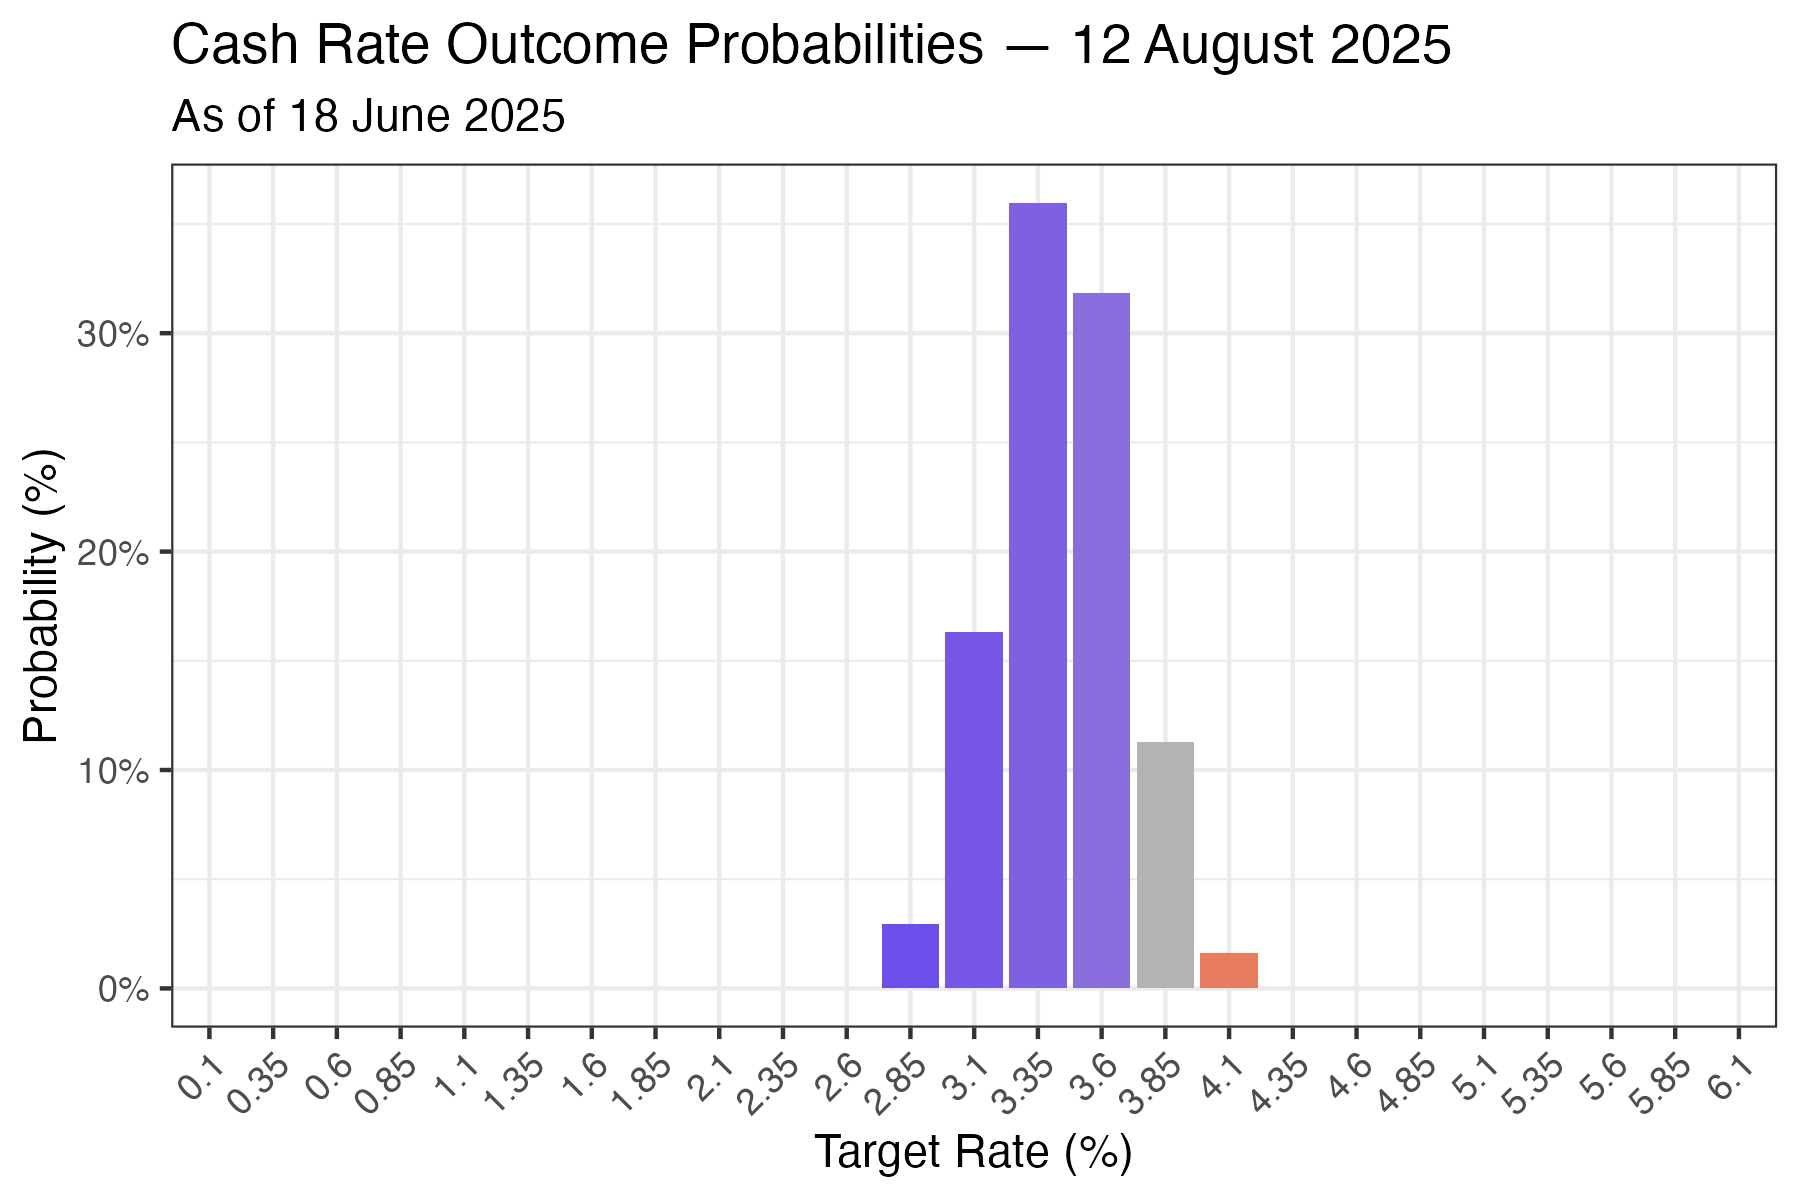 Cash Rate Outcome Probabilities — 12 August 2025
As of 18 June 2025
Probability (%)
30%
20%
10%
0%
0.1 0.35 0.6 0.85 1.1 1.35 1.6 1.85 2.1 2.35 2.6 2.85 3.1 3.35 3.6 3.85 4.1 4.35 4.6 4.85 5.1 5.35 5.6 5.85 6.1
Target Rate (%)